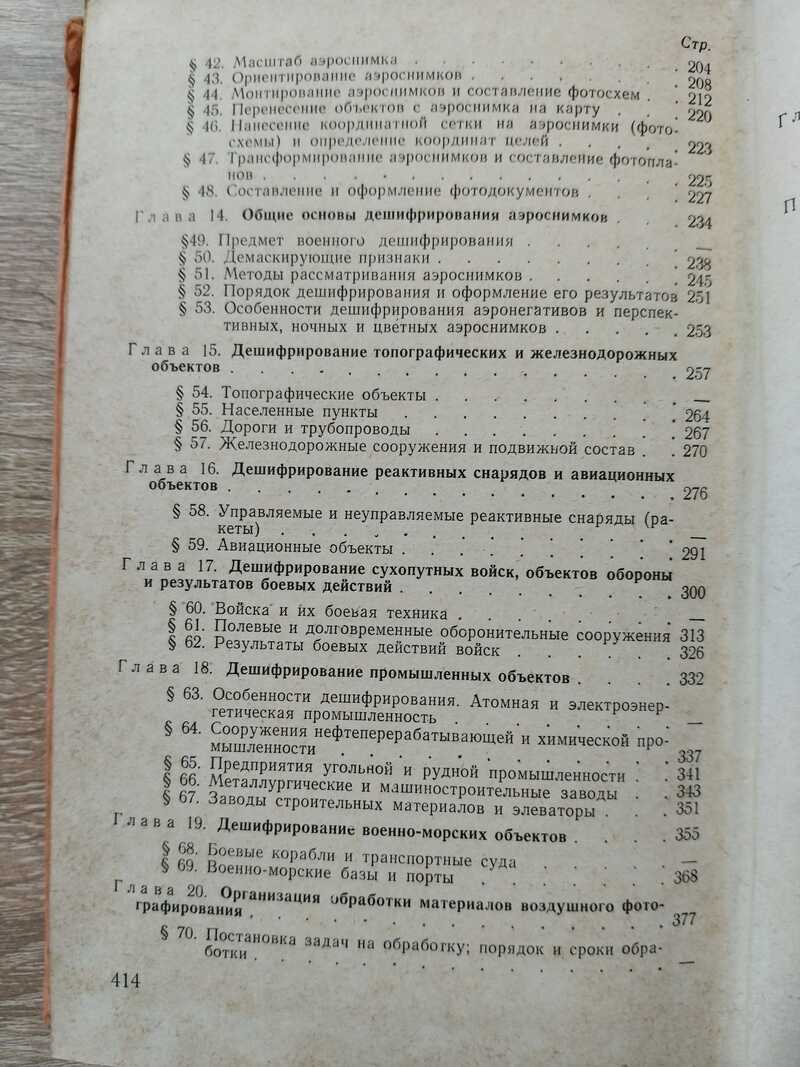 Стр.
§ 42. Масштаб аэроснимка . . . . . . . . . . 204
§ 43. Ориентирование аэроснимков . . . . . . . . 208
§ 44. Монтирование аэроснимков и составление фотосхем . . 212
§ 45. Перенесение объектов с аэроснимка на карту . . . 220
§ 46. Нанесение координатной сетки на аэроснимки (фото-
схемы) и определение координат целей . . . . . 223
§ 47. Трансформирование аэроснимков и составление фотопла-
нов . . . . . . . . . . . . . . 225
§ 48. Составление и оформление фотодокументов . . . . 227
Глава 14. Общие основы дешифрирования аэроснимков . . . 234
§49. Предмет военного дешифрирования . . . . . . —
§ 50. Демаскирующие признаки . . . . . . . . . 238
§ 51. Методы рассматривания аэроснимков . . . . . . 245
§ 52. Порядок дешифрирования и оформление его результатов 251
§ 53. Особенности дешифрирования аэронегативов и перспек-
тивных, ночных и цветных аэроснимков . . . . . 253
Глава 15. Дешифрирование топографических и железнодорожных
объектов . . . . . . . . . . . . . . . 257
§ 54. Топографические объекты . . . . . . . . . —
§ 55. Населенные пункты . . . . . . . . . . 264
§ 56. Дороги и трубопроводы . . . . . . . . . 267
§ 57. Железнодорожные сооружения и подвижной состав . . 270
Глава 16. Дешифрирование реактивных снарядов и авиационных
объектов . . . . . . . . . . . . . . . 276
§ 58. Управляемые и неуправляемые реактивные снаряды (ра-
кеты) . . . . . . . . . . . . . —
§ 59. Авиационные объекты . . . . . . . . . . 291
Глава 17. Дешифрирование сухопутных войск, объектов обороны
и результатов боевых действий . . . . . . . . . 300
§ 60. Войска и их боевая техника . . . . . . . . —
§ 61. Полевые и долговременные оборонительные сооружения 313
§ 62. Результаты боевых действий войск . . . . . . 326
Глава 18. Дешифрирование промышленных объектов . . . . 332
§ 63. Особенности дешифрирования. Атомная и электроэнер-
гетическая промышленность . . . . . . . . —
§ 64. Сооружения нефтеперерабатывающей и химической про-
мышленности . . . . . . . . . . . 337
§ 65. Предприятия угольной и рудной промышленности . . 341
§ 66. Металлургические и машиностроительные заводы . . 343
§ 67. Заводы строительных материалов и элеваторы . . . 351
Глава 19. Дешифрирование военно-морских объектов . . . . 355
§ 68. Боевые корабли и транспортные суда . . . . . —
§ 69. Военно-морские базы и порты . . . . . . . 368
Глава 20. Организация обработки материалов воздушного фото-
графирования . . . . . . . . . . . . . . 377
§ 70. Постановка задач на обработку; порядок и сроки обра-
ботки . . . . . . . . . . . . . —
414
Гл
П